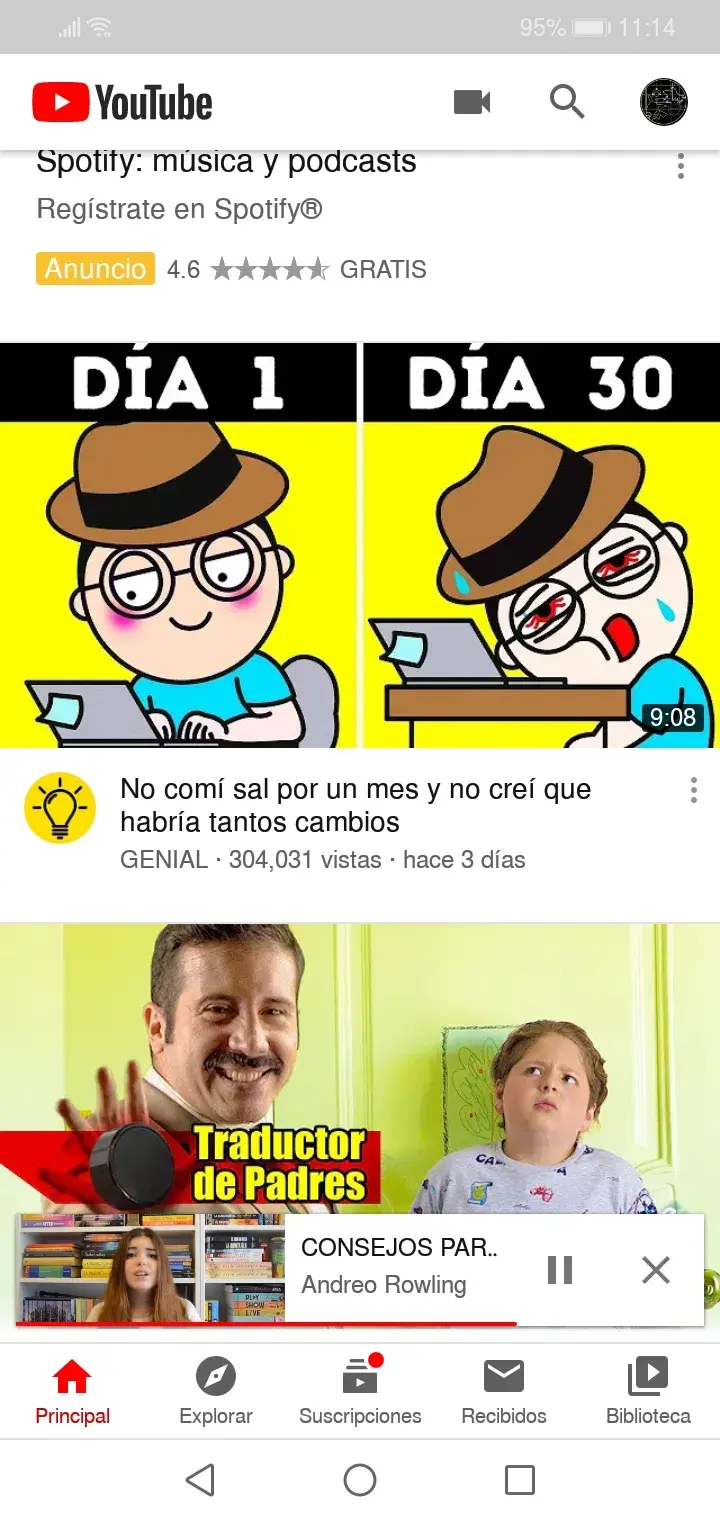 95% 11:14
YouTube
Spotify: música y podcasts
Regístrate en Spotify®
Anuncio 4.6 GRATIS
DÍA 1 DÍA 30
9:08
No comí sal por un mes y no creí que
habría tantos cambios
GENIAL · 304,031 vistas · hace 3 días
Traductor
de Padres
CONSEJOS PAR..
Andreo Rowling
Principal Explorar Suscripciones Recibidos Biblioteca